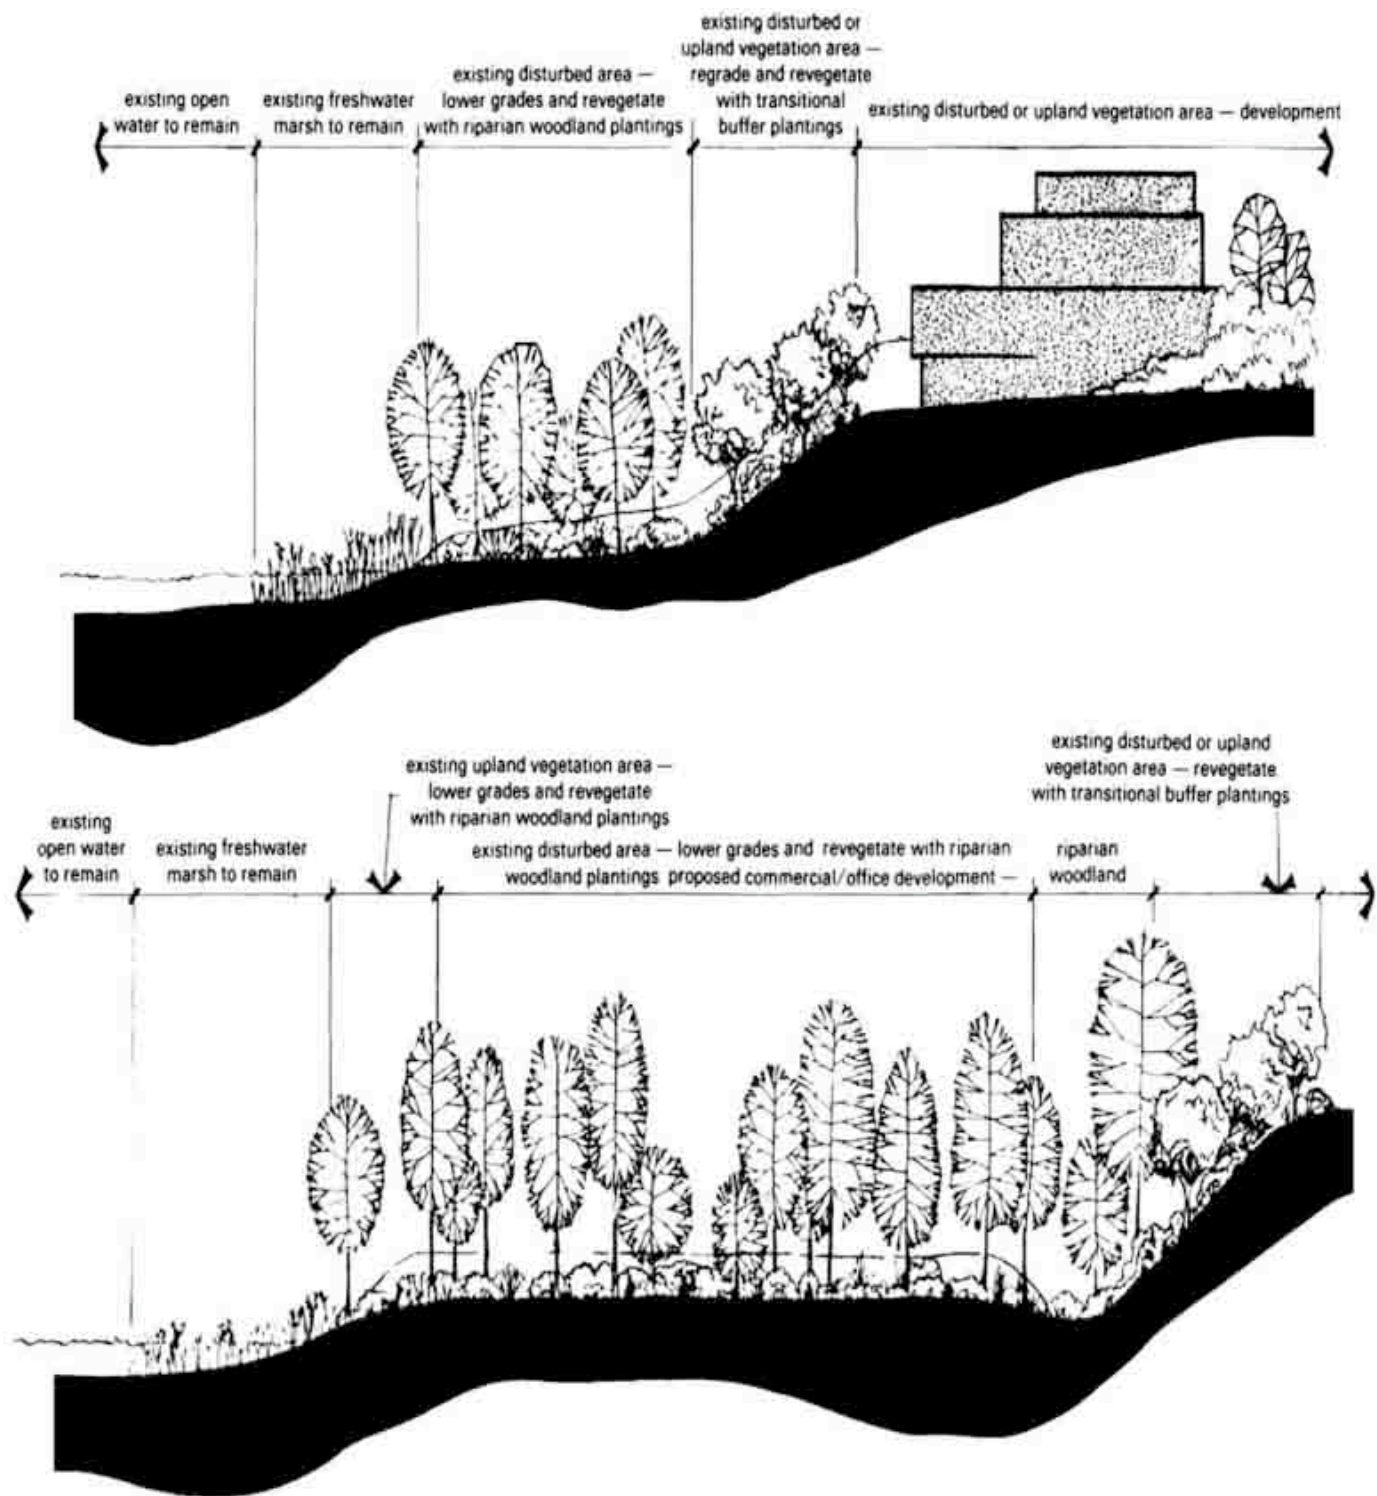 existing open
water to remain
existing freshwater
marsh to remain
existing disturbed area —
lower grades and revegetate
with riparian woodland plantings
existing disturbed or
upland vegetation area —
regrade and revegetate
with transitional
buffer plantings
existing disturbed or upland vegetation area — development
existing
open water
to remain
existing freshwater
marsh to remain
existing upland vegetation area —
lower grades and revegetate
with riparian woodland plantings
existing disturbed area — lower grades and revegetate with riparian
woodland plantings proposed commercial/office development —
riparian
woodland
existing disturbed or upland
vegetation area — revegetate
with transitional buffer plantings